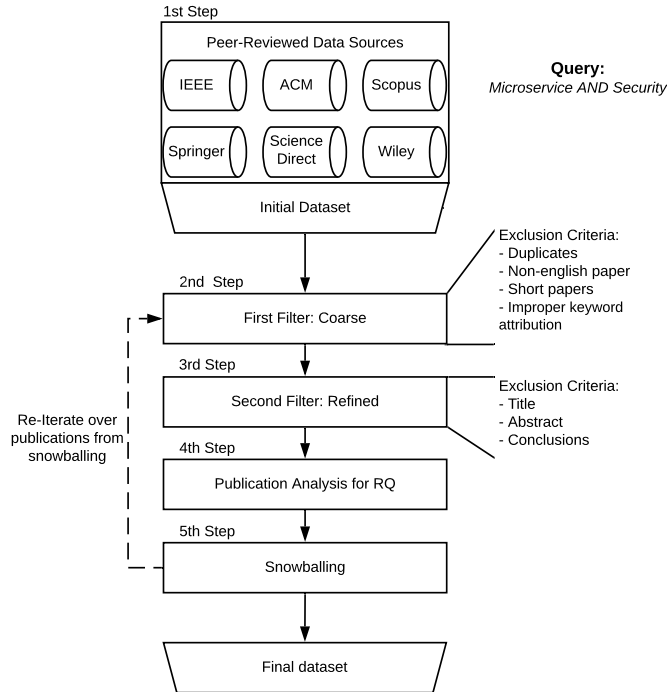 1st Step
Peer-Reviewed Data Sources
IEEE
ACM
Scopus
Springer
Science
Direct
Wiley
Query:
Microservice AND Security
Initial Dataset
Exclusion Criteria:
- Duplicates
- Non-english paper
- Short papers
- Improper keyword
attribution
2nd Step
First Filter: Coarse
3rd Step
Second Filter: Refined
Exclusion Criteria:
- Title
- Abstract
- Conclusions
Re-Iterate over
publications from
snowballing
4th Step
Publication Analysis for RQ
5th Step
Snowballing
Final dataset